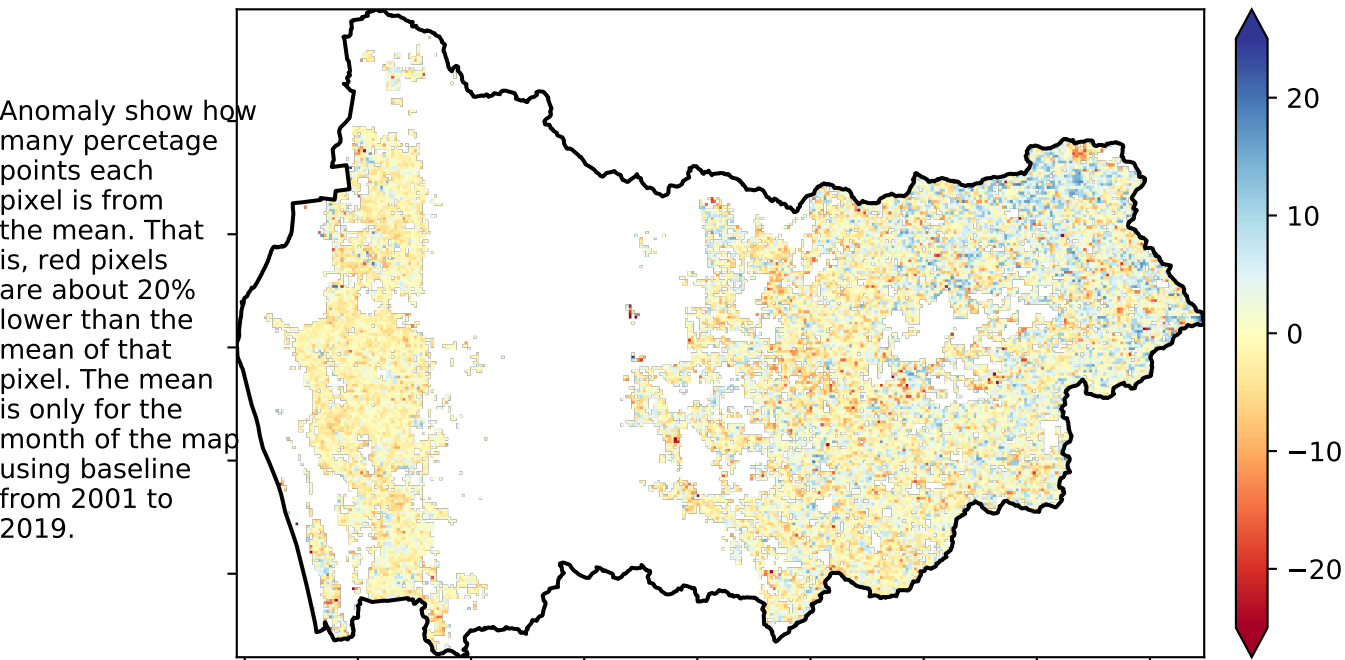 Anomaly show how
many percetage
points each
pixel is from
the mean. That
is, red pixels
are about 20%
lower than the
mean of that
pixel. The mean
is only for the
month of the map
using baseline
from 2001 to
2019.
20
10
0
−10
−20